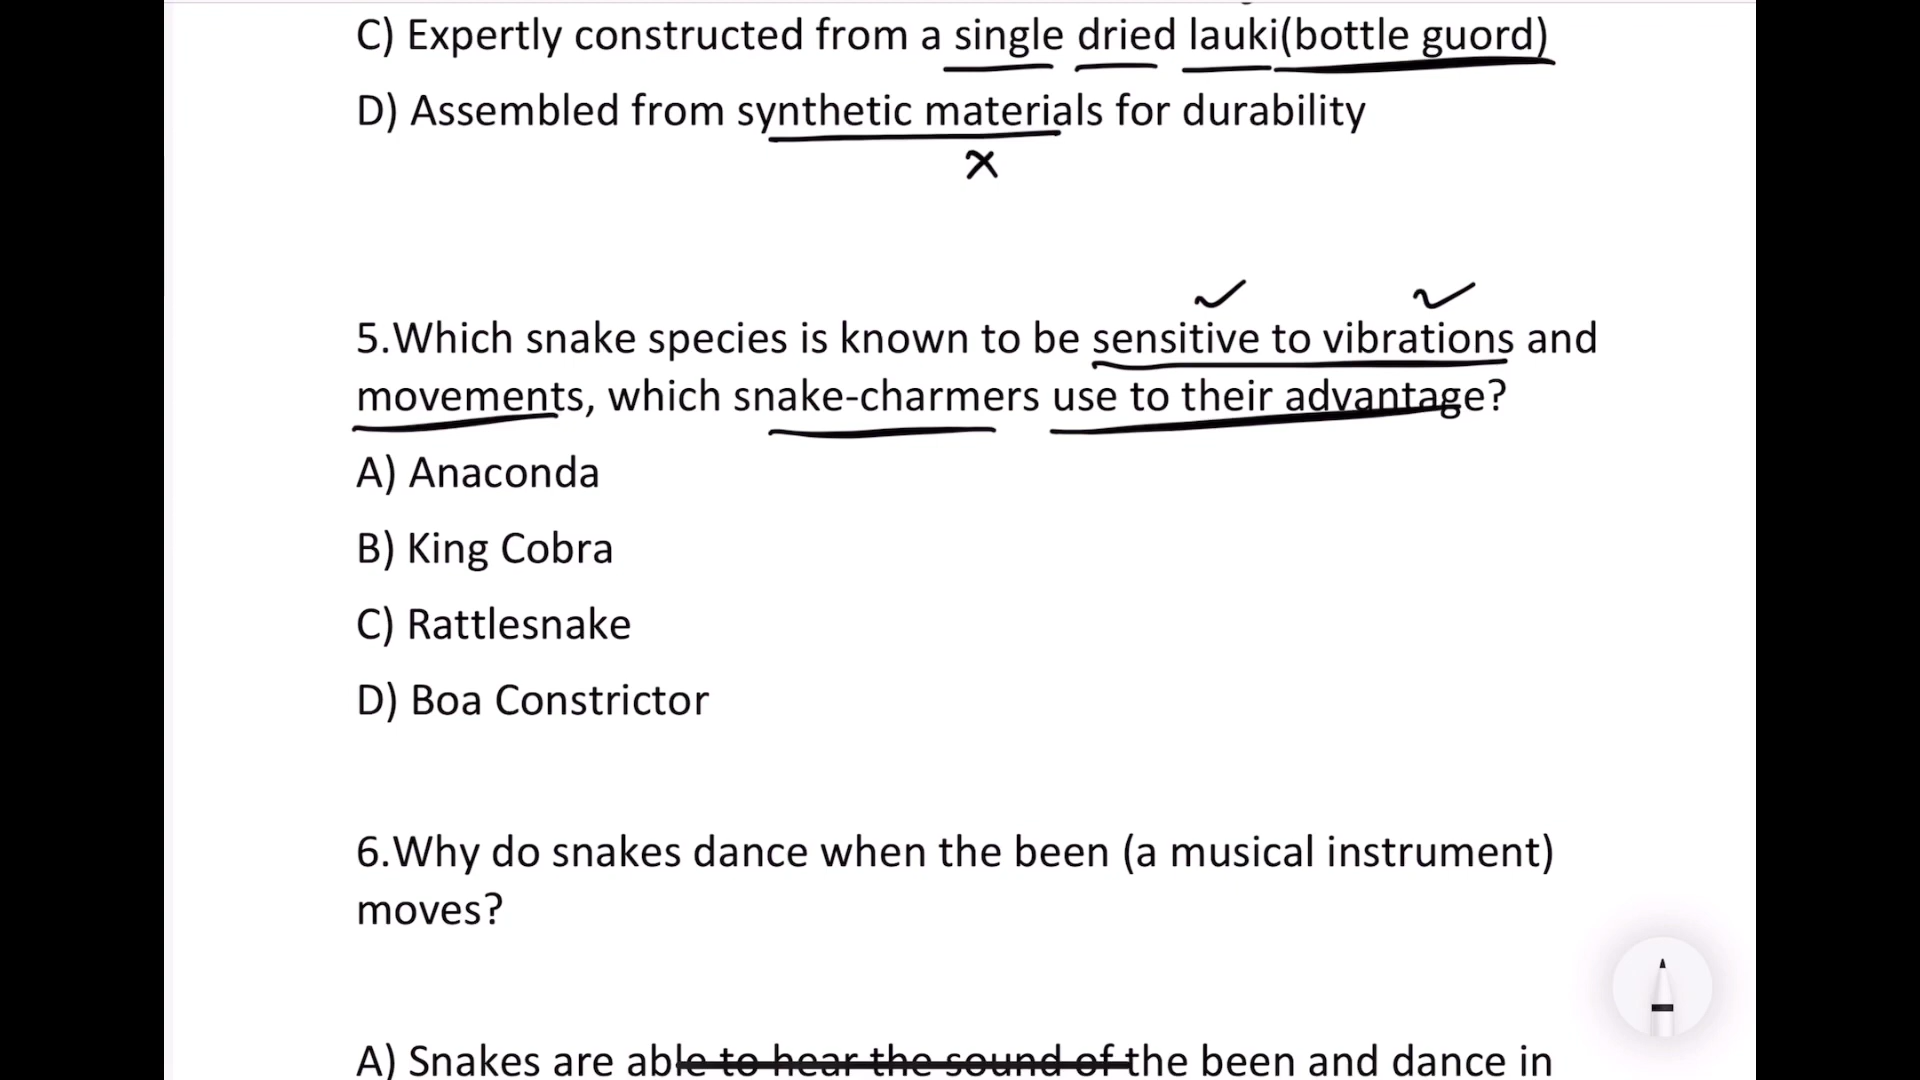 C) Expertly constructed from a single dried lauki(bottle guord)
D) Assembled from synthetic materials for durability
5.Which snake species is known to be sensitive to vibrations and
movements, which snake-charmers use to their advantage?
A) Anaconda
B) King Cobra
C) Rattlesnake
D) Boa Constrictor
6.Why do snakes dance when the been (a musical instrument)
moves?
A) Snakes are able to hear the sound of the been and dance in